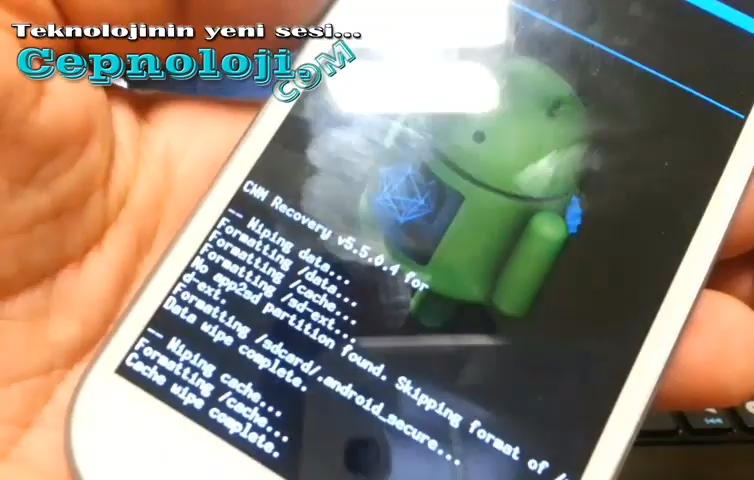 Teknolojinin yeni sesi...
Cepnoloji.COM
CWM Recovery v5.5.0.4 for
-- Wiping data...
Formatting /data...
Formatting /cache...
Formatting /sd-ext...
No app2sd partition found. Skipping format of /s
d-ext.
Formatting /sdcard/.android_secure...
Data wipe complete.
-- Wiping cache...
Formatting /cache...
Cache wipe complete.